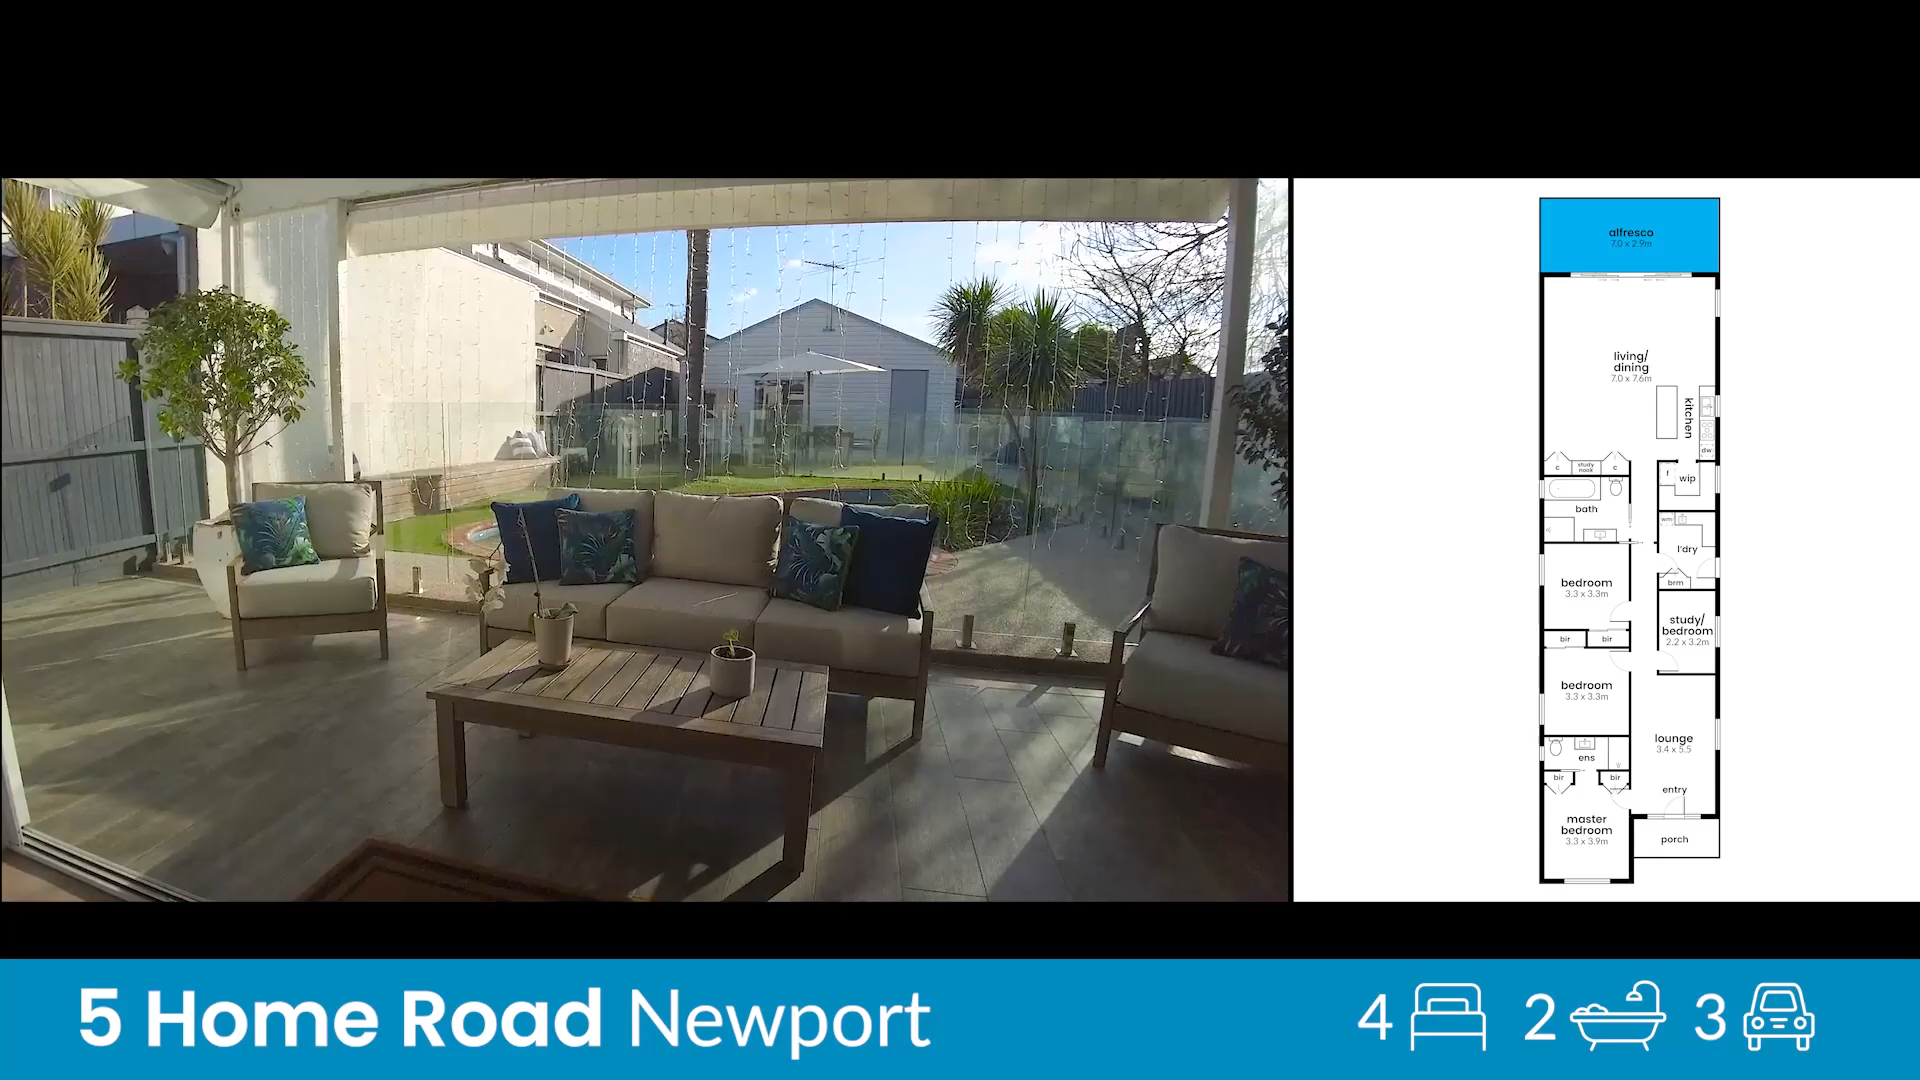 alfresco
7.0 x 2.9m
living/
dining
7.0 x 7.6m
kitchen
dw
c
study
nook
c
f
wip
bath
wm
l'dry
brm
bedroom
3.3 x 3.3m
study/
bedroom
2.2 x 3.2m
bir
bir
bedroom
3.3 x 3.3m
lounge
3.4 x 5.5
ens
bir
bir
entry
master
bedroom
3.3 x 3.9m
porch
5 Home Road Newport
4
2
3